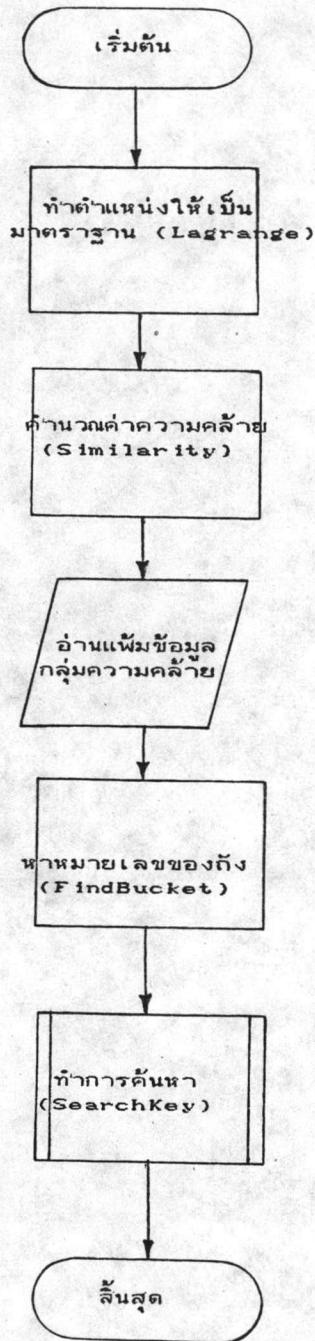 เริ่มต้น
ทำตำแหน่งให้เป็น
มาตราฐาน (Lagrange)
คำนวณค่าความคล้าย
(Similarity)
อ่านแฟ้มข้อมูล
กลุ่มความคล้าย
หาหมายเลขของถัง
(FindBucket)
ทำการค้นหา
(SearchKey)
สิ้นสุด